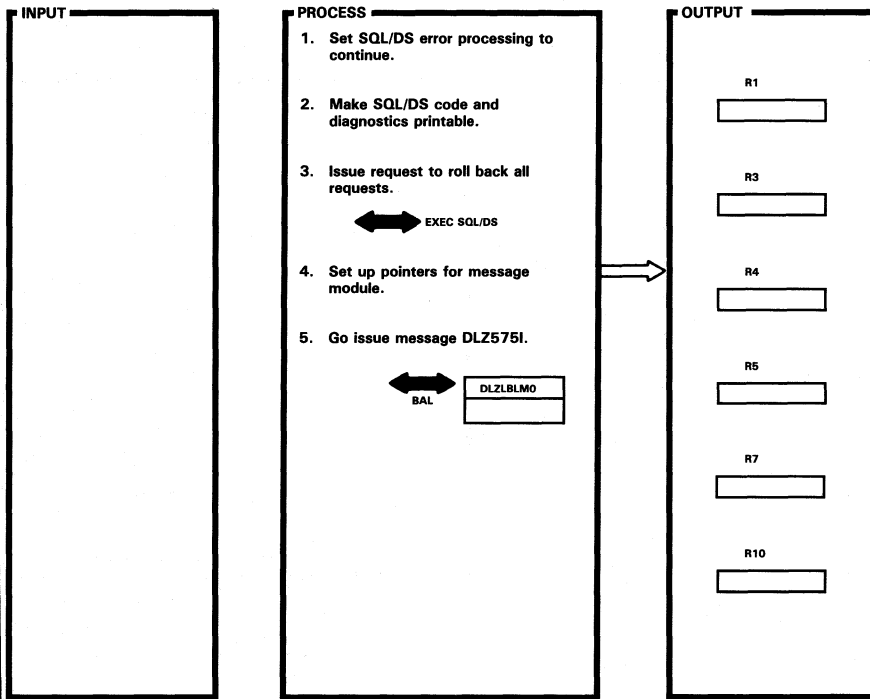 INPUT
PROCESS
1. Set SQL/DS error processing to
continue.
2. Make SQL/DS code and
diagnostics printable.
3. Issue request to roll back all
requests.
EXEC SQL/DS
4. Set up pointers for message
module.
5. Go issue message DLZ575I.
BAL
DLZLBLM0
OUTPUT
R1
R3
R4
R5
R7
R10